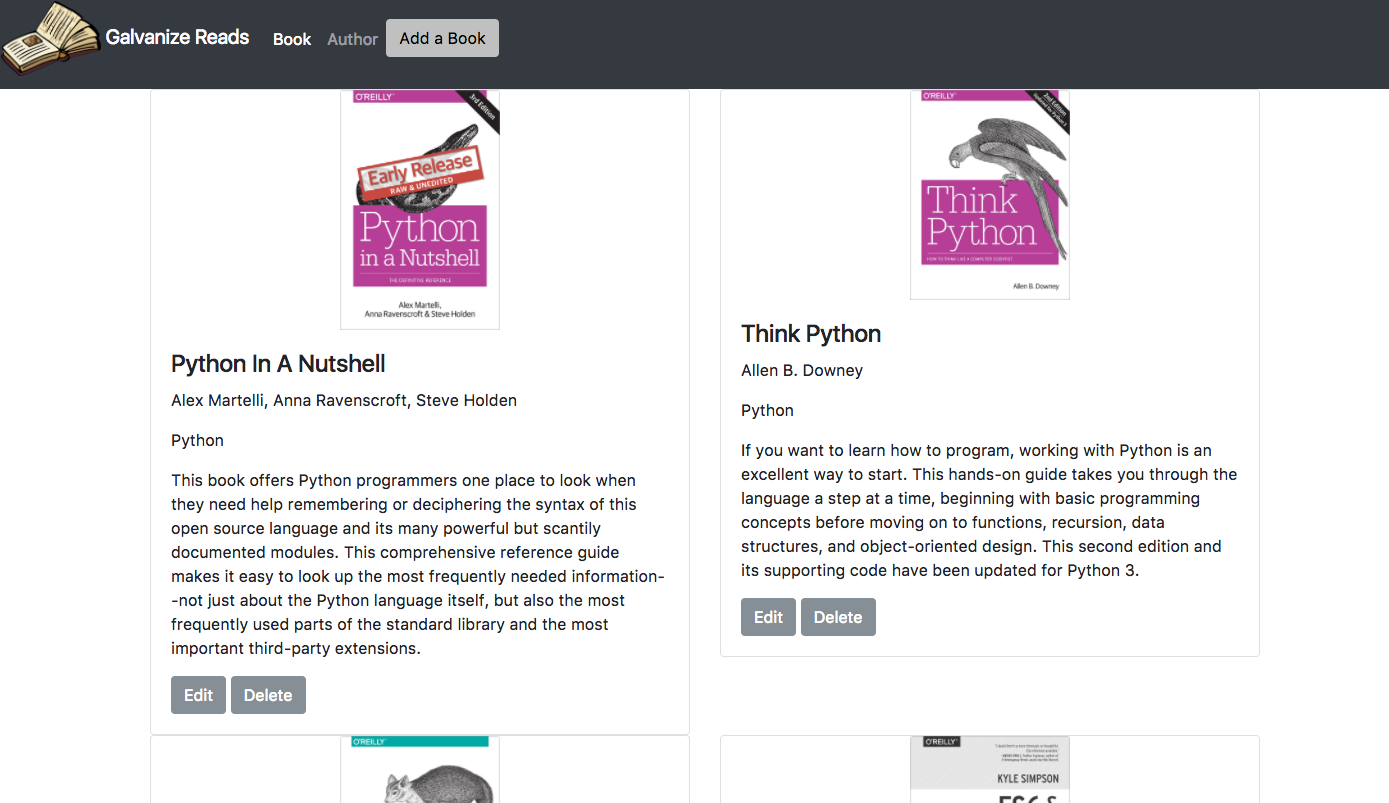 Galvanize Reads
Book
Author
Add a Book
O'REILLY
3rd Edition
Early Release
RAW & UNEDITED
Python
in a Nutshell
THE DEFINITIVE REFERENCE
Alex Martelli,
Anna Ravenscroft & Steve Holden
Python In A Nutshell
Alex Martelli, Anna Ravenscroft, Steve Holden
Python
This book offers Python programmers one place to look when
they need help remembering or deciphering the syntax of this
open source language and its many powerful but scantily
documented modules. This comprehensive reference guide
makes it easy to look up the most frequently needed information-
-not just about the Python language itself, but also the most
frequently used parts of the standard library and the most
important third-party extensions.
Edit
Delete
O'REILLY
2nd Edition
Updated for Python 3
Think
Python
HOW TO THINK LIKE A COMPUTER SCIENTIST
Allen B. Downey
Think Python
Allen B. Downey
Python
If you want to learn how to program, working with Python is an
excellent way to start. This hands-on guide takes you through the
language a step at a time, beginning with basic programming
concepts before moving on to functions, recursion, data
structures, and object-oriented design. This second edition and
its supporting code have been updated for Python 3.
Edit
Delete
O'REILLY
O'REILLY
KYLE SIMPSON